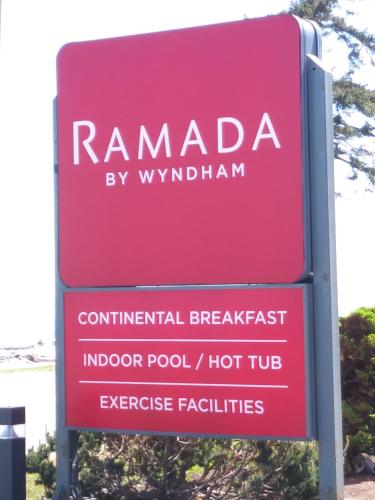 RAMADA
BY WYNDHAM
CONTINENTAL BREAKFAST
INDOOR POOL / HOT TUB
EXERCISE FACILITIES